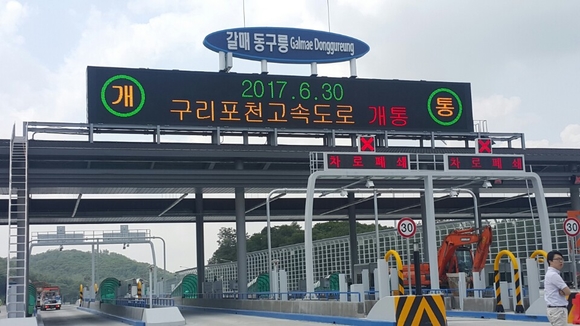 갈매 동구릉 Galmae Donggureung
개 2017.6.30 통
구리포천고속도로 개통
차로폐쇄 차로폐쇄
30 30